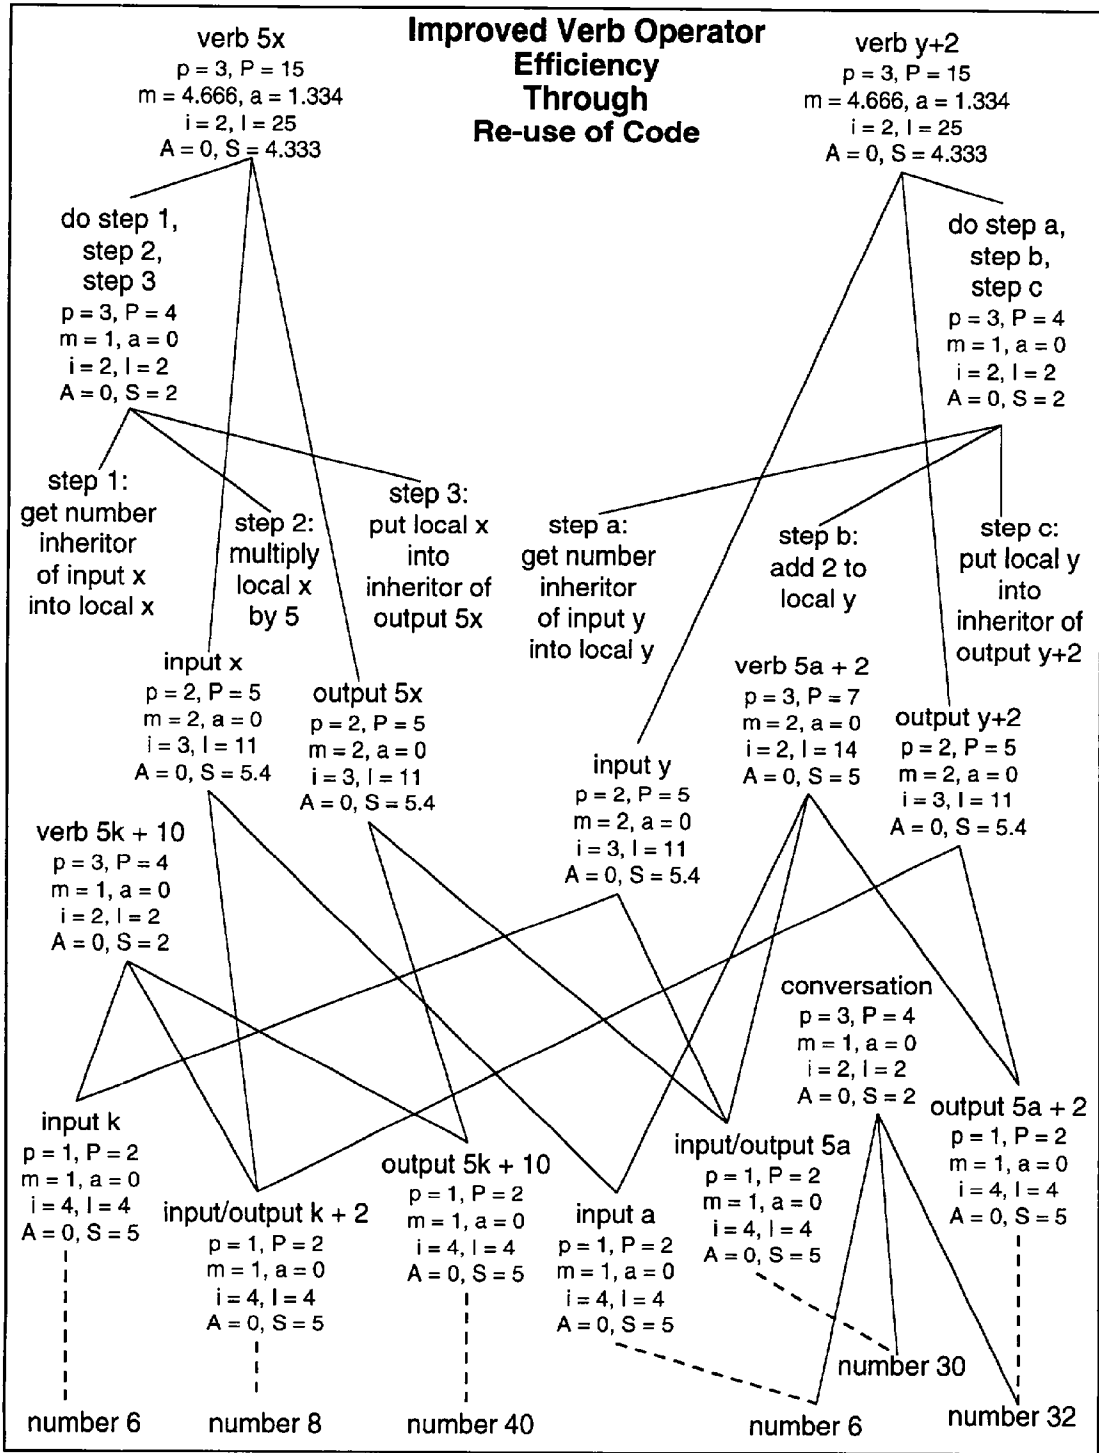 Improved Verb Operator
Efficiency
Through
Re-use of Code
verb 5x
p = 3, P = 15
m = 4.666, a = 1.334
i = 2, I = 25
A = 0, S = 4.333
verb y+2
p = 3, P = 15
m = 4.666, a = 1.334
i = 2, I = 25
A = 0, S = 4.333
do step 1,
step 2,
step 3
p = 3, P = 4
m = 1, a = 0
i = 2, I = 2
A = 0, S = 2
do step a,
step b,
step c
p = 3, P = 4
m = 1, a = 0
i = 2, I = 2
A = 0, S = 2
step 1:
get number
inheritor
of input x
into local x
step 2:
multiply
local x
by 5
step 3:
put local x
into
inheritor of
output 5x
step a:
get number
inheritor
of input y
into local y
step b:
add 2 to
local y
step c:
put local y
into
inheritor of
output y+2
input x
p = 2, P = 5
m = 2, a = 0
i = 3, I = 11
A = 0, S = 5.4
output 5x
p = 2, P = 5
m = 2, a = 0
i = 3, I = 11
A = 0, S = 5.4
input y
p = 2, P = 5
m = 2, a = 0
i = 3, I = 11
A = 0, S = 5.4
verb 5a + 2
p = 3, P = 7
m = 2, a = 0
i = 2, I = 14
A = 0, S = 5
output y+2
p = 2, P = 5
m = 2, a = 0
i = 3, I = 11
A = 0, S = 5.4
verb 5k + 10
p = 3, P = 4
m = 1, a = 0
i = 2, I = 2
A = 0, S = 2
conversation
p = 3, P = 4
m = 1, a = 0
i = 2, I = 2
A = 0, S = 2
input k
p = 1, P = 2
m = 1, a = 0
i = 4, I = 4
A = 0, S = 5
input/output k + 2
p = 1, P = 2
m = 1, a = 0
i = 4, I = 4
A = 0, S = 5
output 5k + 10
p = 1, P = 2
m = 1, a = 0
i = 4, I = 4
A = 0, S = 5
input a
p = 1, P = 2
m = 1, a = 0
i = 4, I = 4
A = 0, S = 5
input/output 5a
p = 1, P = 2
m = 1, a = 0
i = 4, I = 4
A = 0, S = 5
output 5a + 2
p = 1, P = 2
m = 1, a = 0
i = 4, I = 4
A = 0, S = 5
number 6
number 8
number 40
number 6
number 30
number 32